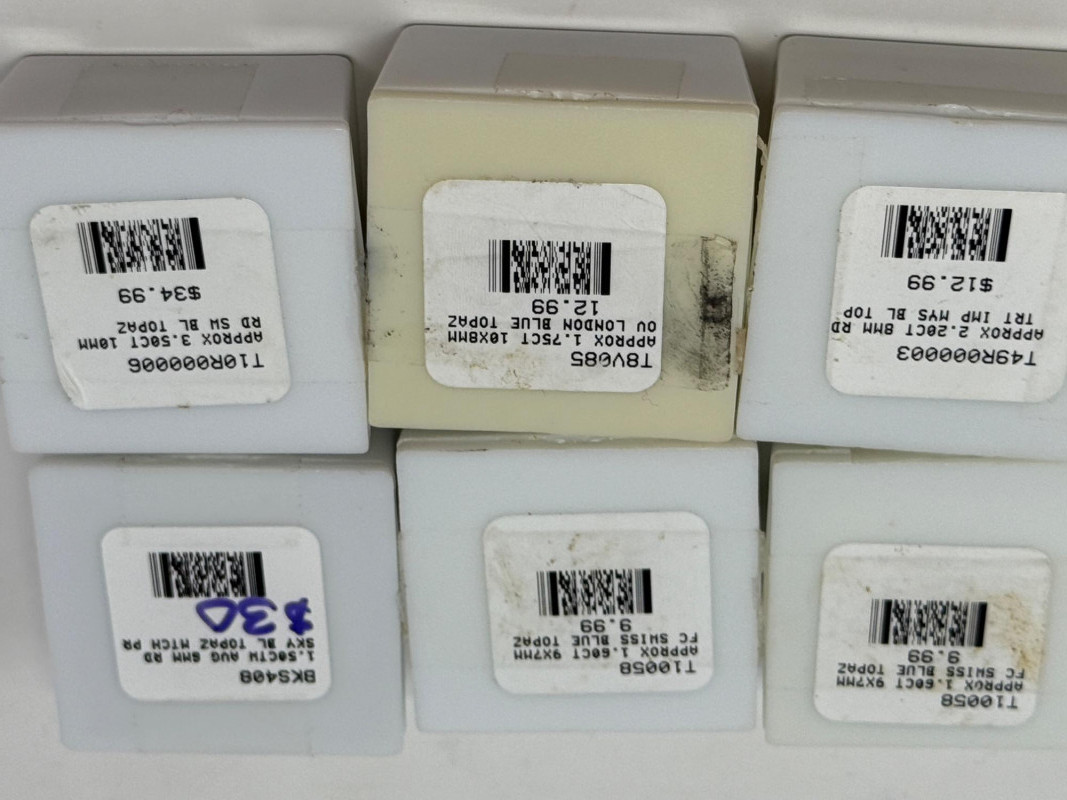 T10058
APPROX 1.60CT 9X7MM
FC SWISS BLUE TOPAZ
9.99
T10058
APPROX 1.60CT 9X7MM
FC SWISS BLUE TOPAZ
9.99
BKS408
1.50CTW AVG 6MM RD
SKY BL TOPAZ MTCH PR
$30
T49R000003
APPROX 2.20CT 8MM RD
TRT IMP MYS BL TOP
$12.99
T8V085
APPROX 1.75CT 10X8MM
OV LONDON BLUE TOPAZ
12.99
T10R000006
APPROX 3.50CT 10MM
RD SW BL TOPAZ
$34.99